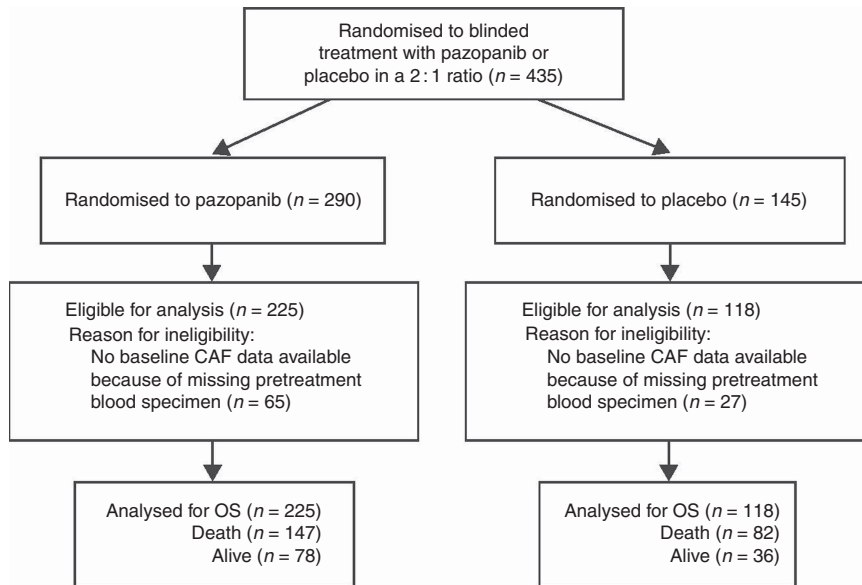 Randomised to blinded
treatment with pazopanib or
placebo in a 2 : 1 ratio (n = 435)
Randomised to pazopanib (n = 290)
Randomised to placebo (n = 145)
Eligible for analysis (n = 225)
Reason for ineligibility:
No baseline CAF data available
because of missing pretreatment
blood specimen (n = 65)
Eligible for analysis (n = 118)
Reason for ineligibility:
No baseline CAF data available
because of missing pretreatment
blood specimen (n = 27)
Analysed for OS (n = 225)
Death (n = 147)
Alive (n = 78)
Analysed for OS (n = 118)
Death (n = 82)
Alive (n = 36)